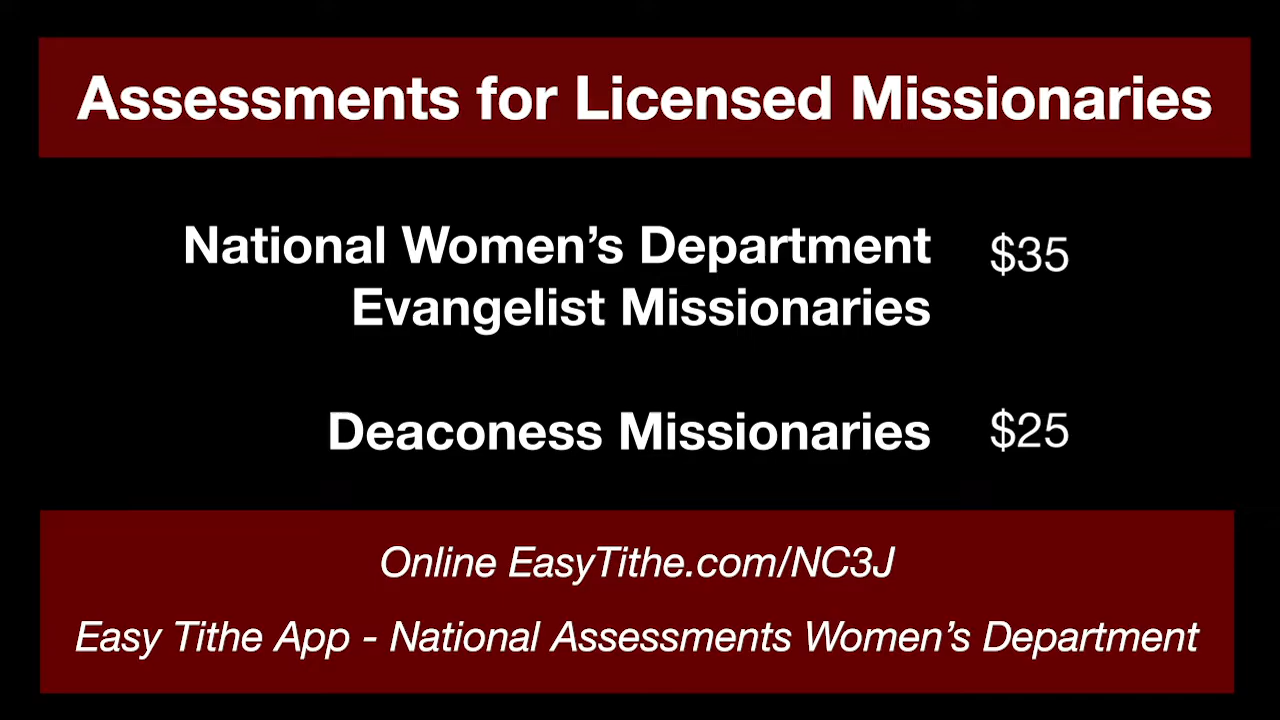 Assessments for Licensed Missionaries
National Women’s Department $35
Evangelist Missionaries
Deaconess Missionaries $25
Online EasyTithe.com/NC3J
Easy Tithe App - National Assessments Women’s Department